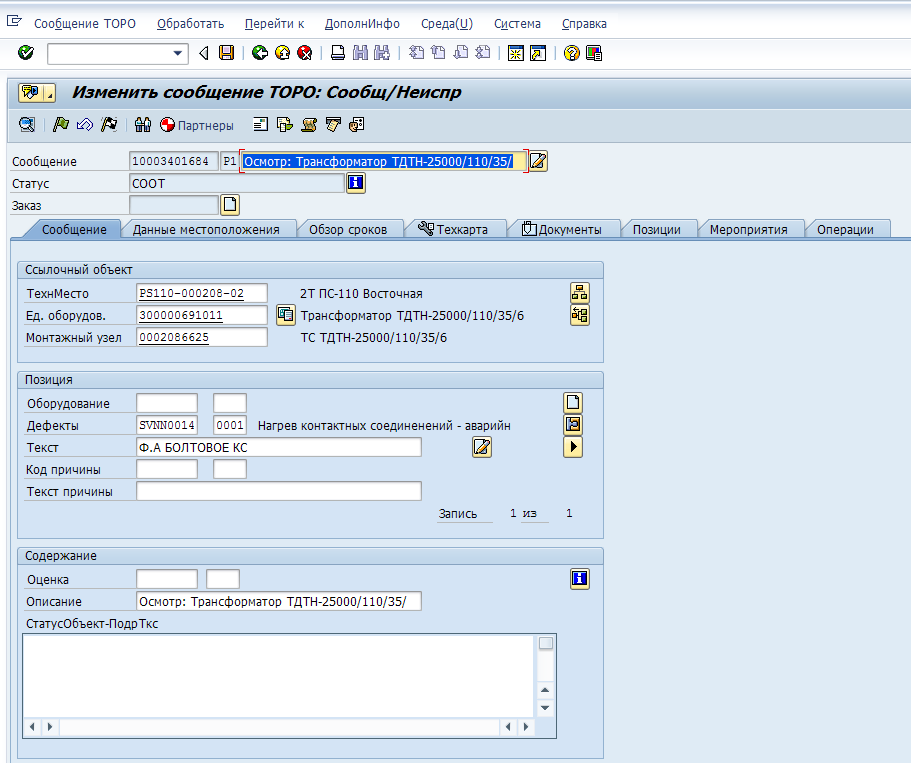 Сообщение ТОРО Обработать Перейти к ДополнИнфо Среда(U) Система Справка
Изменить сообщение ТОРО: Сообщ/Неиспр
Партнеры
Сообщение 10003401684 P1 Осмотр: Трансформатор ТДТН-25000/110/35/
Статус СООТ
Заказ
Сообщение Данные местоположения Обзор сроков Техкарта Документы Позиции Мероприятия Операции
Ссылочный объект
ТехнМесто PS110-000208-02 2Т ПС-110 Восточная
Ед. оборудов. 300000691011 Трансформатор ТДТН-25000/110/35/6
Монтажный узел 0002086625 ТС ТДТН-25000/110/35/6
Позиция
Оборудование
Дефекты SVNN0014 0001 Нагрев контактных соединенений - аварийн
Текст Ф.А БОЛТОВОЕ КС
Код причины
Текст причины
Запись 1 из 1
Содержание
Оценка
Описание Осмотр: Трансформатор ТДТН-25000/110/35/
СтатусОбъект-ПодрТкс